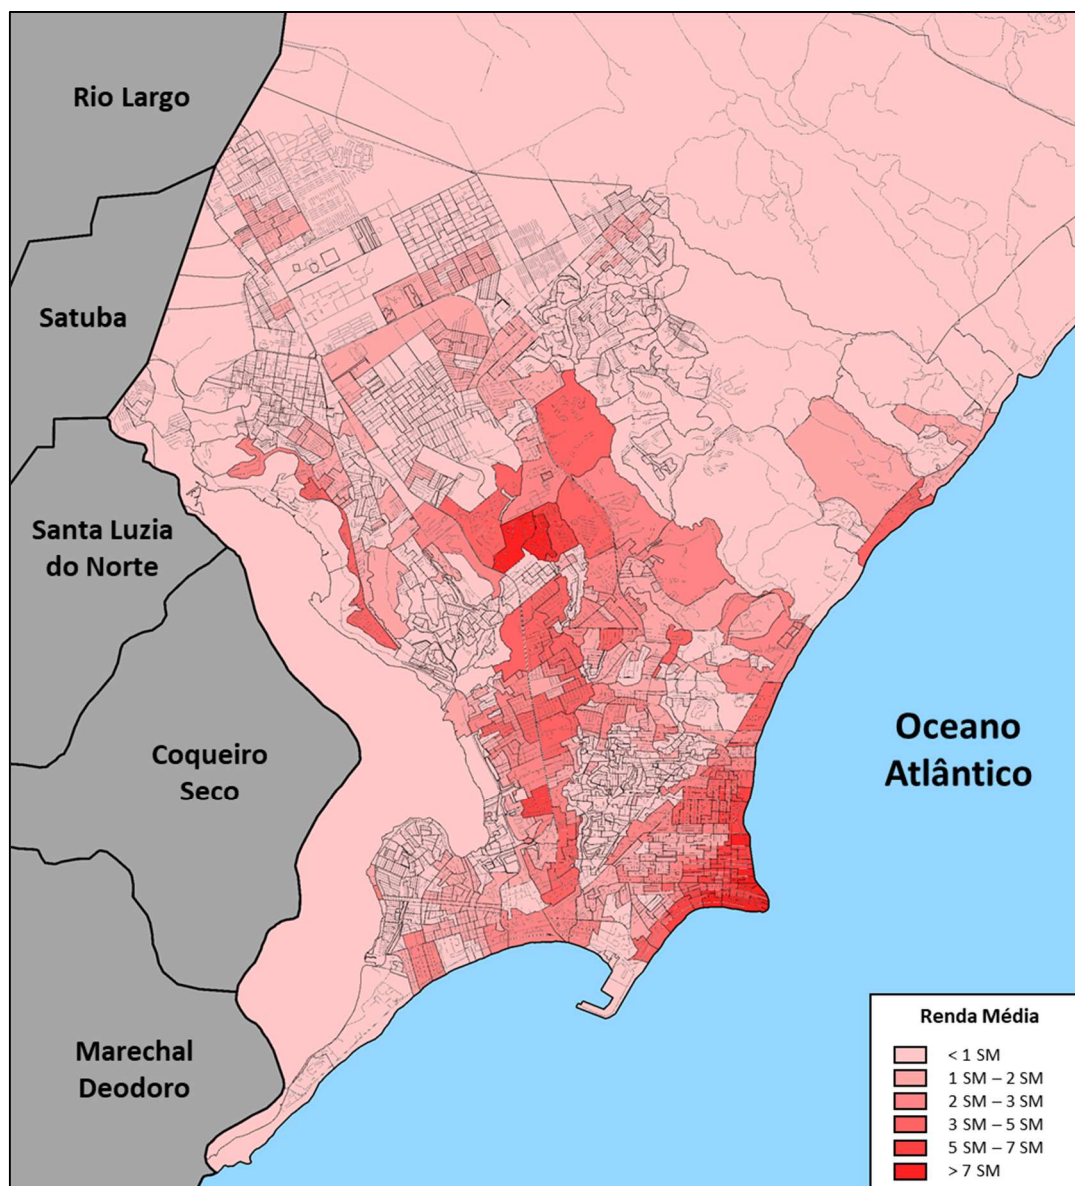 Rio Largo
Satuba
Santa Luzia
do Norte
Coqueiro
Seco
Marechal
Deodoro
Oceano
Atlântico
Renda Média
< 1 SM
1 SM – 2 SM
2 SM – 3 SM
3 SM – 5 SM
5 SM – 7 SM
> 7 SM